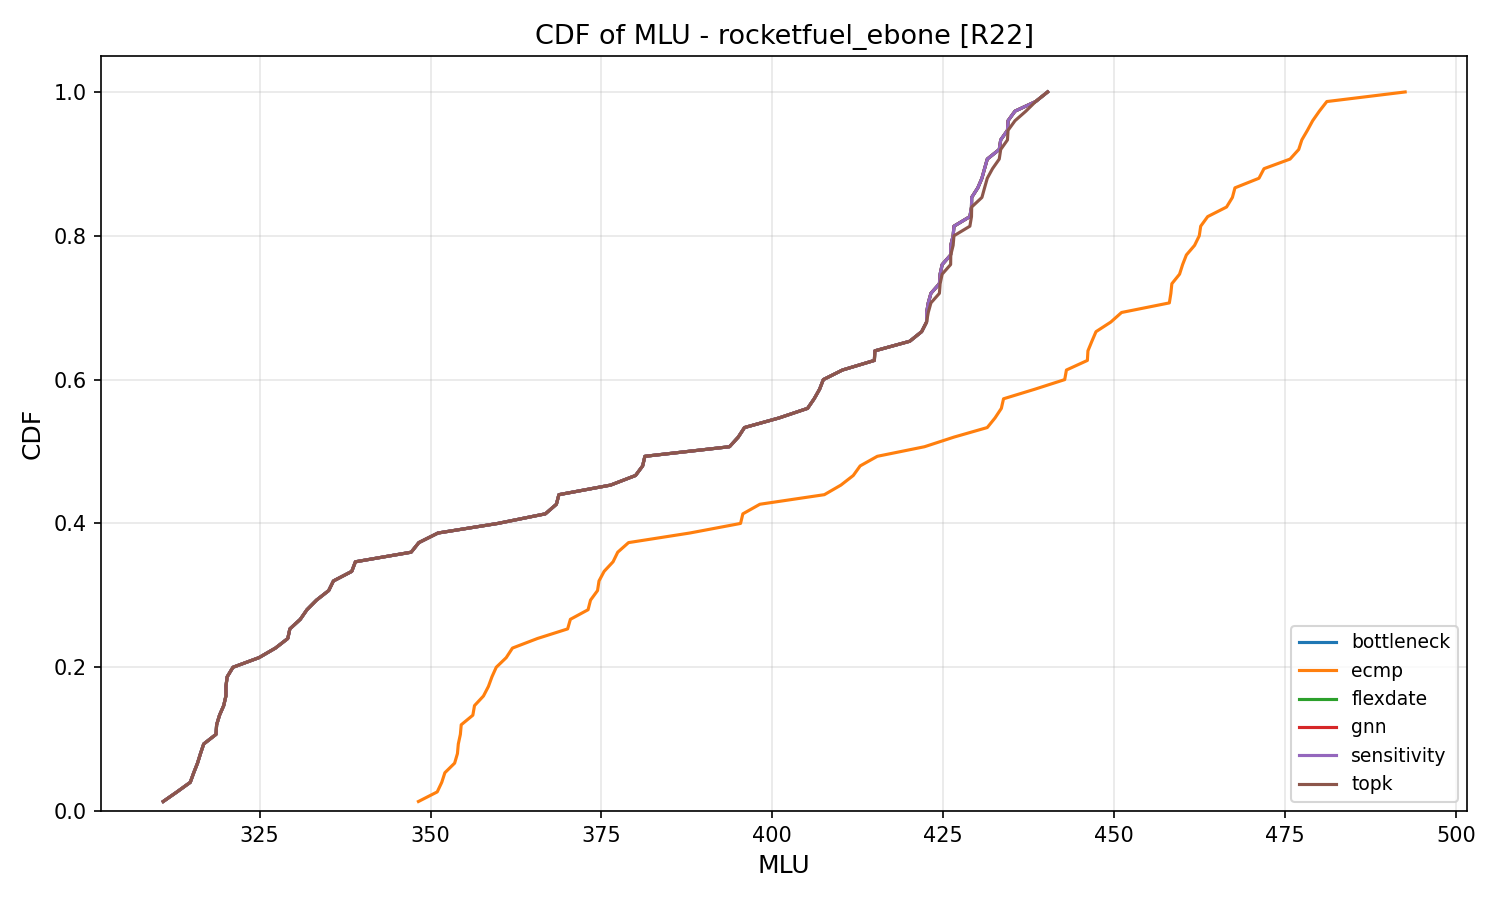 CDF of MLU - rocketfuel_ebone [R22]
CDF
1.0
0.8
0.6
0.4
0.2
0.0
325
350
375
400
425
450
475
500
MLU
bottleneck
ecmp
flexdate
gnn
sensitivity
topk